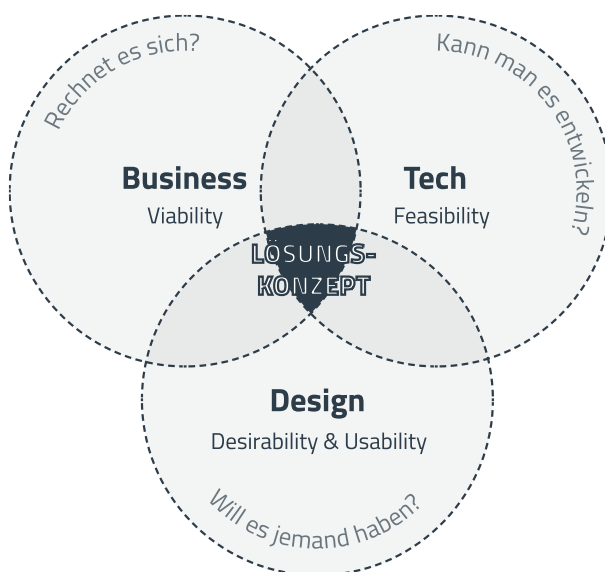 Rechnet es sich?
Kann man es entwickeln?
Business
Viability
Tech
Feasibility
LÖSUNGS-
KONZEPT
Design
Desirability & Usability
Will es jemand haben?